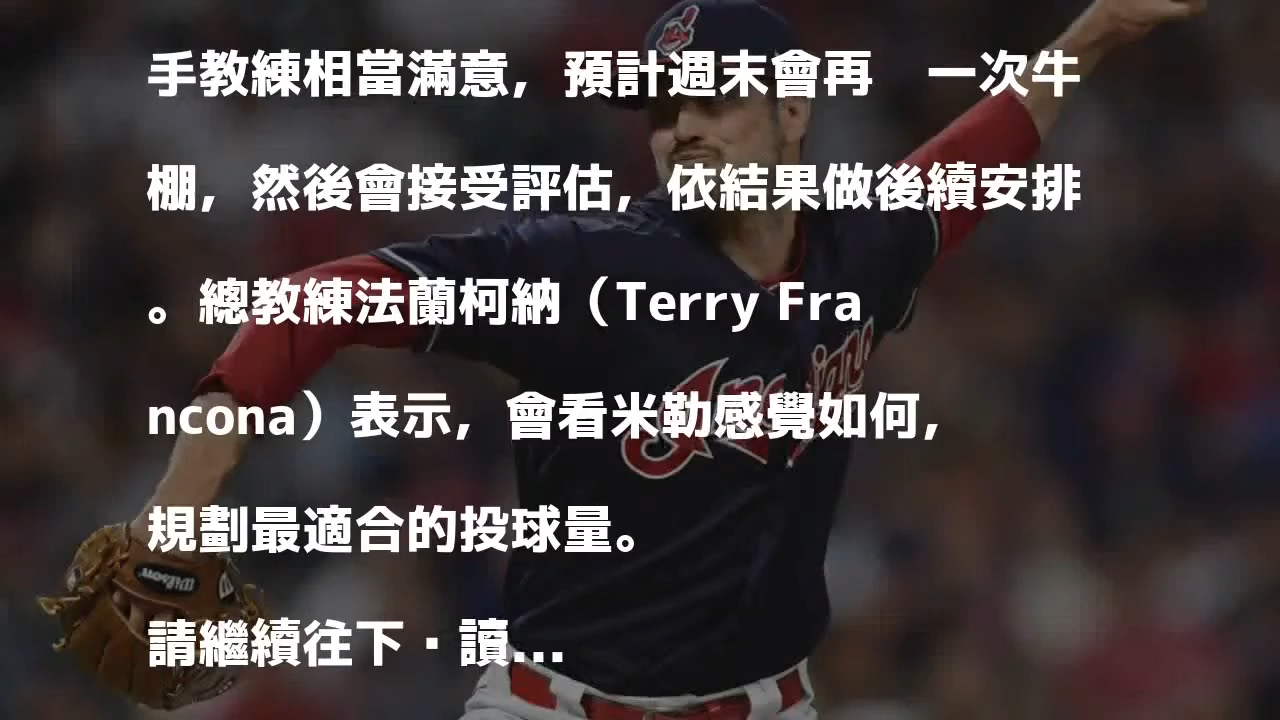 手教練相當滿意，預計週末會再　一次牛
棚，然後會接受評估，依結果做後續安排
。總教練法蘭柯納（Terry Fra
ncona）表示，會看米勒感覺如何，
規劃最適合的投球量。
請繼續往下·讀...
Indians
Wilson